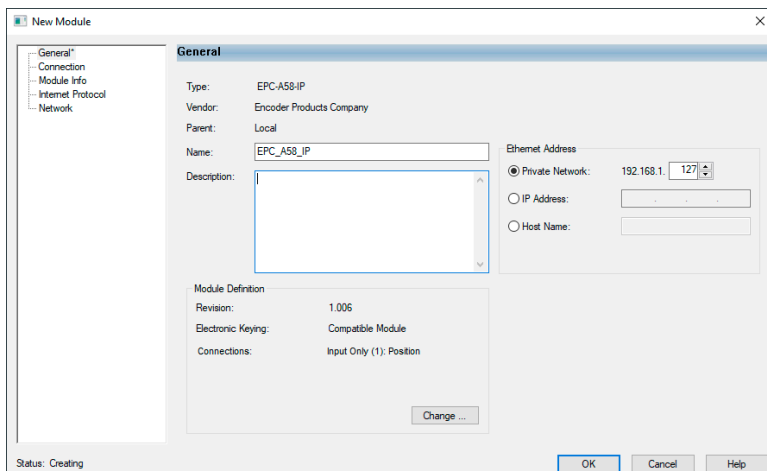 New Module
General*
Connection
Module Info
Internet Protocol
Network
General
Type: EPC-A58-IP
Vendor: Encoder Products Company
Parent: Local
Name: EPC_A58_IP
Description:
Ethernet Address
Private Network: 192.168.1. 127
IP Address: . . .
Host Name:
Module Definition
Revision: 1.006
Electronic Keying: Compatible Module
Connections: Input Only (1): Position
Change ...
Status: Creating
OK Cancel Help